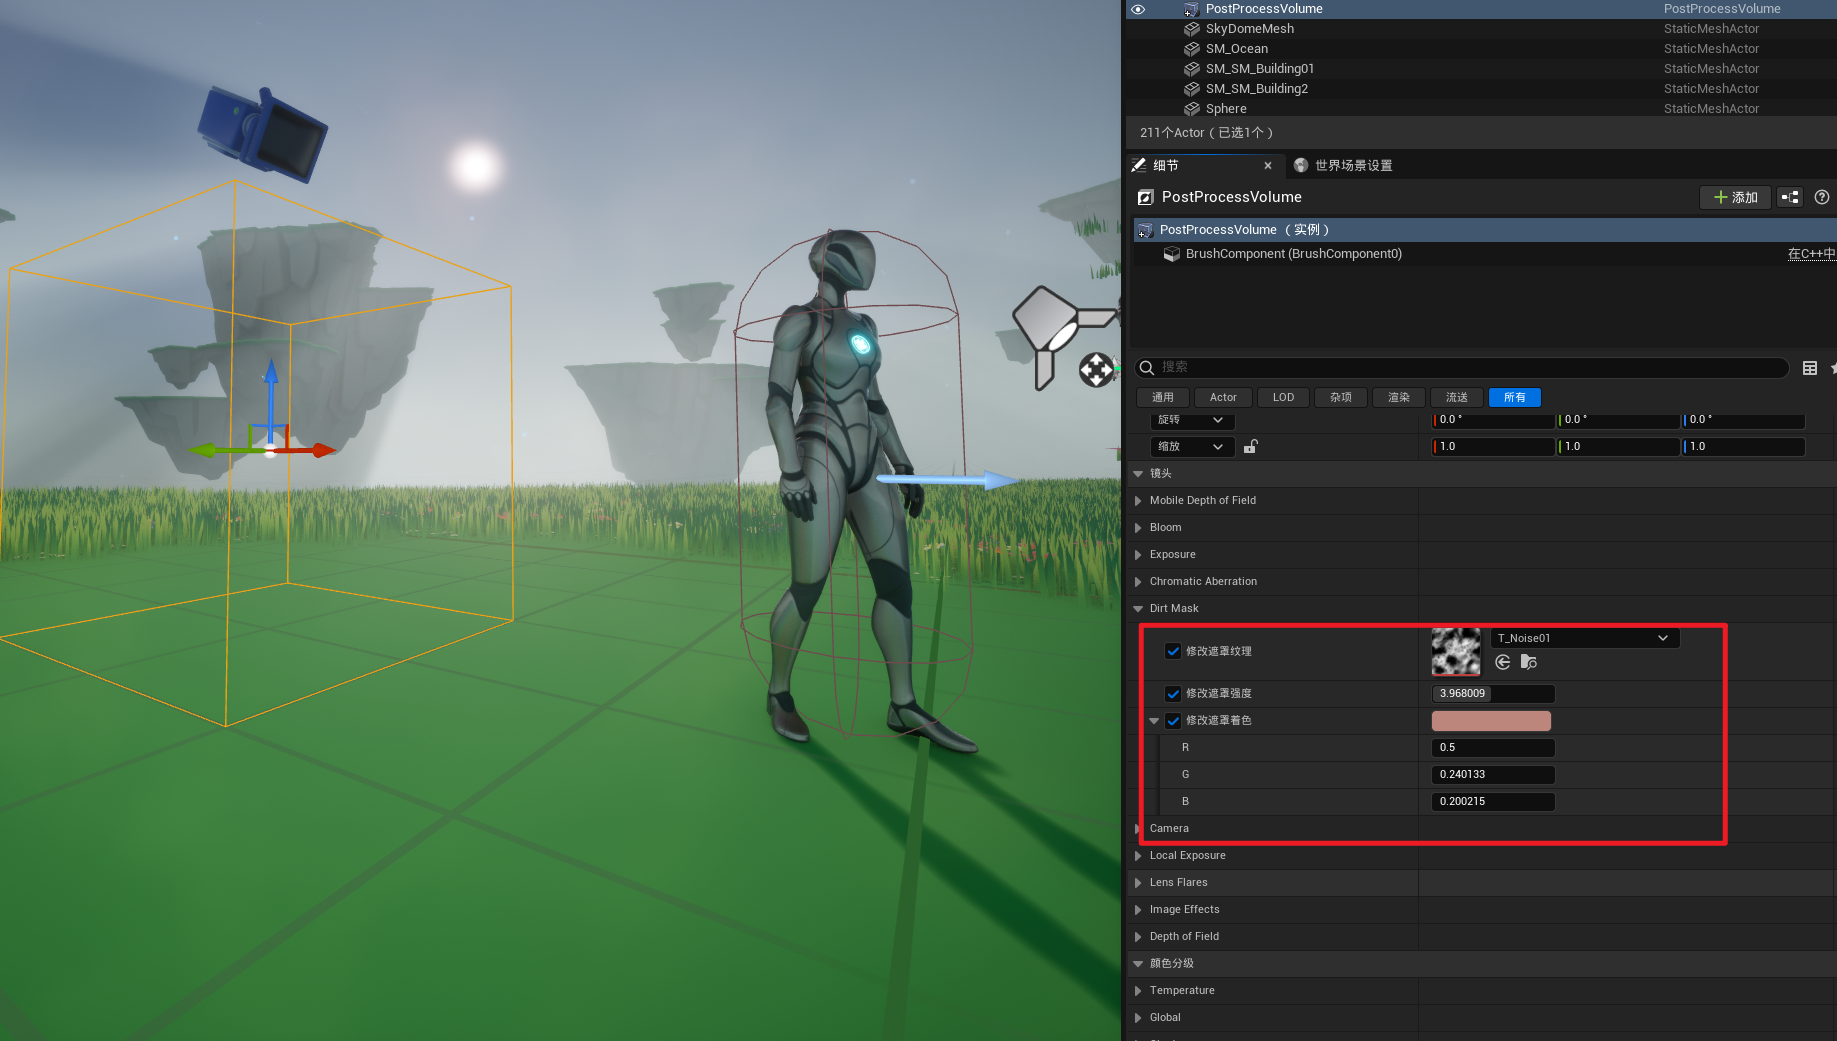 PostProcessVolume PostProcessVolume
SkyDomeMesh StaticMeshActor
SM_Ocean StaticMeshActor
SM_SM_Building01 StaticMeshActor
SM_SM_Building2 StaticMeshActor
Sphere StaticMeshActor
211个Actor（已选1个）
细节 世界场景设置
PostProcessVolume 添加
PostProcessVolume （实例）
BrushComponent (BrushComponent0) 在C++中
搜索
通用 Actor LOD 杂项 渲染 流送 所有
旋转 0.0 ° 0.0 ° 0.0 °
缩放 1.0 1.0 1.0
镜头
Mobile Depth of Field
Bloom
Exposure
Chromatic Aberration
Dirt Mask
修改遮罩纹理 T_Noise01
修改遮罩强度 3.968009
修改遮罩着色
R 0.5
G 0.240133
B 0.200215
Camera
Local Exposure
Lens Flares
Image Effects
Depth of Field
颜色分级
Temperature
Global